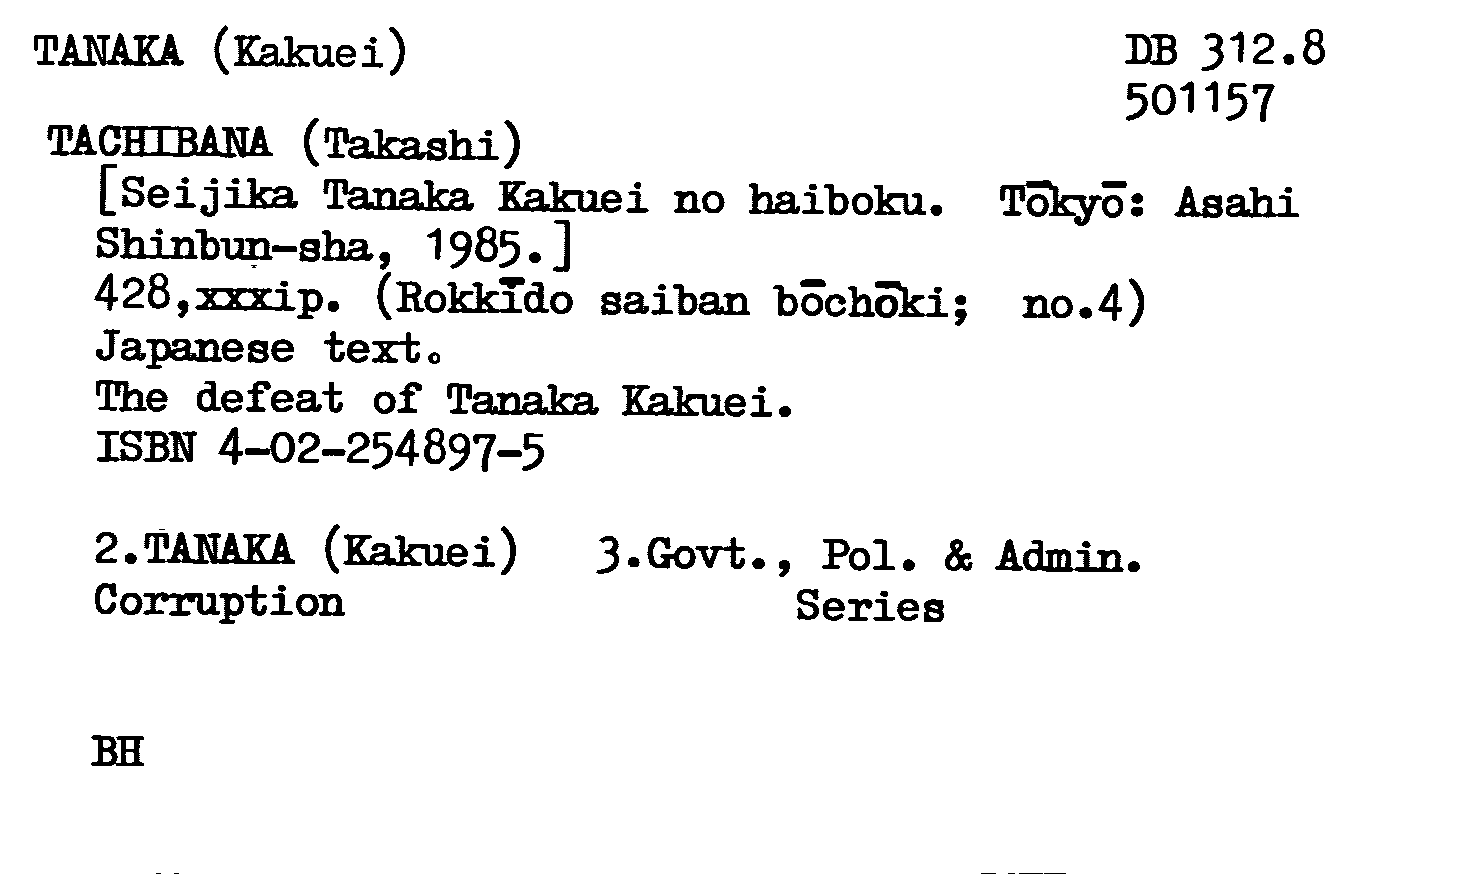 TANAKA (Kakuei) DB 312.8
501157
TACHIBANA (Takashi)
[Seijika Tanaka Kakuei no haiboku. Tōkyō: Asahi
Shinbun-sha, 1985.]
428,xxxip. (Rokkīdo saiban bōchōki; no.4)
Japanese text.
The defeat of Tanaka Kakuei.
ISBN 4-02-254897-5
2.TANAKA (Kakuei) 3.Govt., Pol. & Admin.
Corruption Series
BH